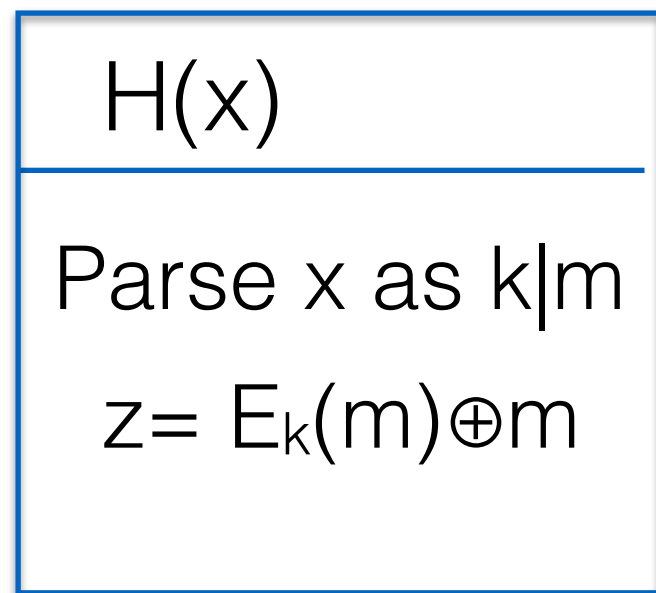 H(x)
Parse x as k|m
z= Eₖ(m)⊕m